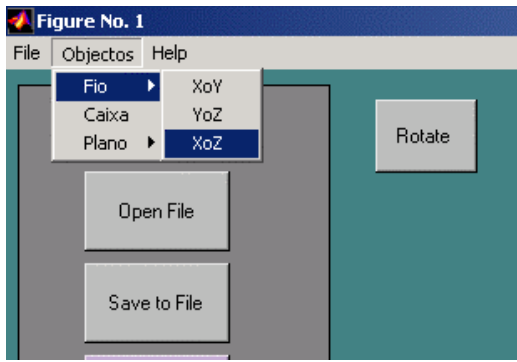 Figure No. 1
File Objectos Help
Fio XoY
Caixa YoZ
Plano XoZ
Rotate
Open File
Save to File